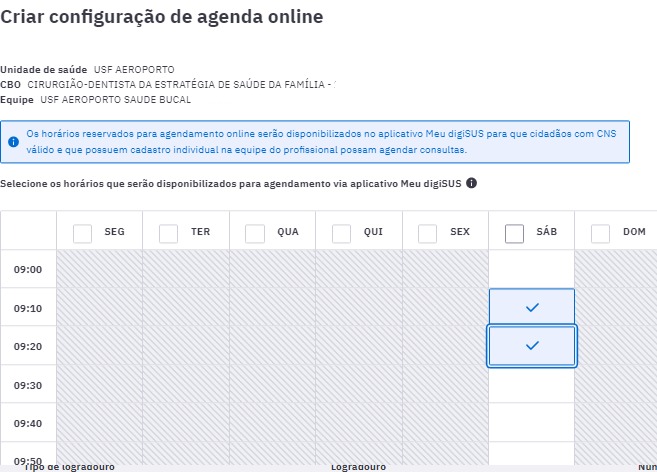 Criar configuração de agenda online
Unidade de saúde USF AEROPORTO
CBO CIRURGIÃO-DENTISTA DA ESTRATÉGIA DE SAÚDE DA FAMÍLIA -
Equipe USF AEROPORTO SAUDE BUCAL
Os horários reservados para agendamento online serão disponibilizados no aplicativo Meu digiSUS para que cidadãos com CNS
válido e que possuem cadastro individual na equipe do profissional possam agendar consultas.
Selecione os horários que serão disponibilizados para agendamento via aplicativo Meu digiSUS
SEG TER QUA QUI SEX SÁB DOM
09:00
09:10
09:20
09:30
09:40
09:50
Tipo de logradouro Logradouro